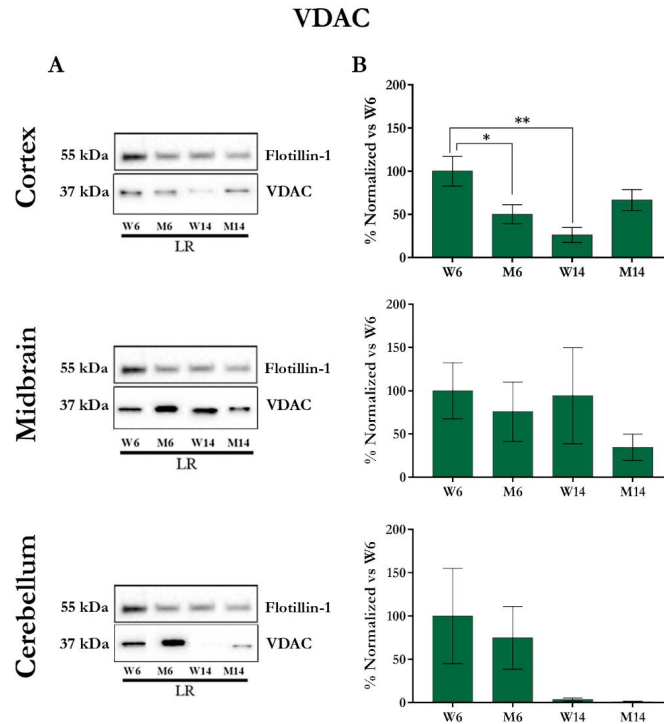 VDAC
A
B
Cortex
55 kDa
Flotillin-1
37 kDa
VDAC
W6 M6 W14 M14
LR
% Normalized vs W6
200
150
100
50
0
*
**
W6 M6 W14 M14
Midbrain
55 kDa
Flotillin-1
37 kDa
VDAC
W6 M6 W14 M14
LR
% Normalized vs W6
200
150
100
50
0
W6 M6 W14 M14
Cerebellum
55 kDa
Flotillin-1
37 kDa
VDAC
W6 M6 W14 M14
LR
% Normalized vs W6
200
150
100
50
0
W6 M6 W14 M14